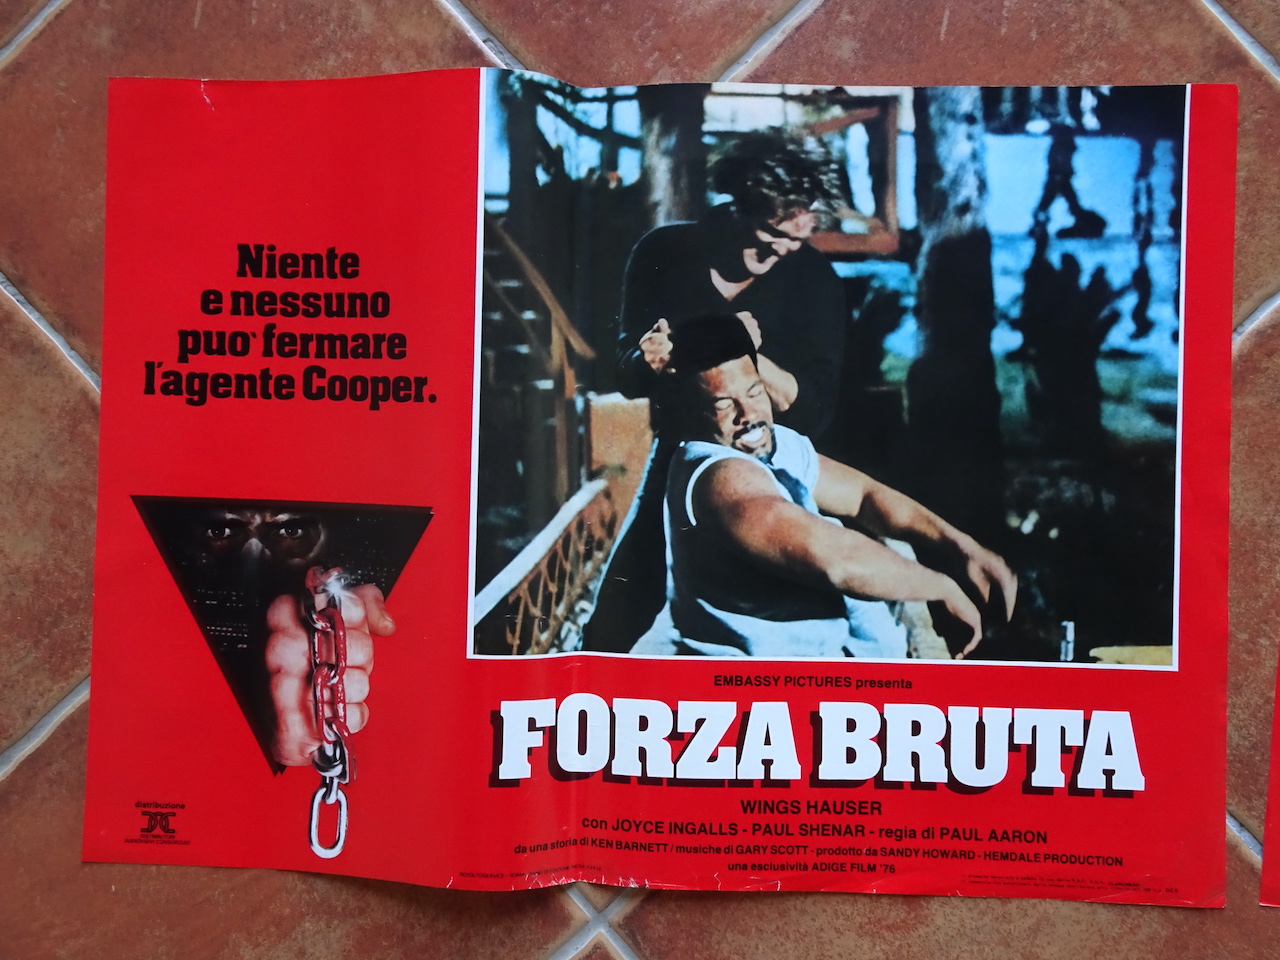 Niente
e nessuno
può fermare
l'agente Cooper.
EMBASSY PICTURES presenta
FORZA BRUTA
WINGS HAUSER
con JOYCE INGALLS - PAUL SHENAR - regia di PAUL AARON
da una storia di KEN BARNETT / musiche di GARY SCOTT - prodotto da SANDY HOWARD - HEMDALE PRODUCTION
una esclusività ADIGE FILM '76
distribuzione
DISTRIBUTORI